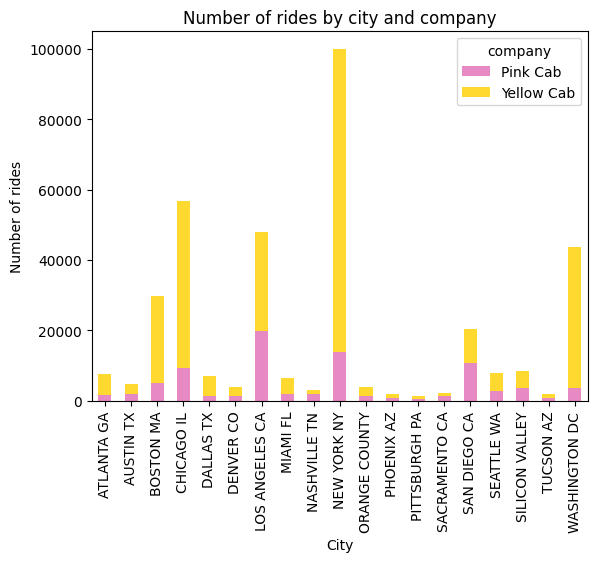 Number of rides by city and company
company
Pink Cab
Yellow Cab
Number of rides
100000
80000
60000
40000
20000
0
ATLANTA GA
AUSTIN TX
BOSTON MA
CHICAGO IL
DALLAS TX
DENVER CO
LOS ANGELES CA
MIAMI FL
NASHVILLE TN
NEW YORK NY
ORANGE COUNTY
PHOENIX AZ
PITTSBURGH PA
SACRAMENTO CA
SAN DIEGO CA
SEATTLE WA
SILICON VALLEY
TUCSON AZ
WASHINGTON DC
City